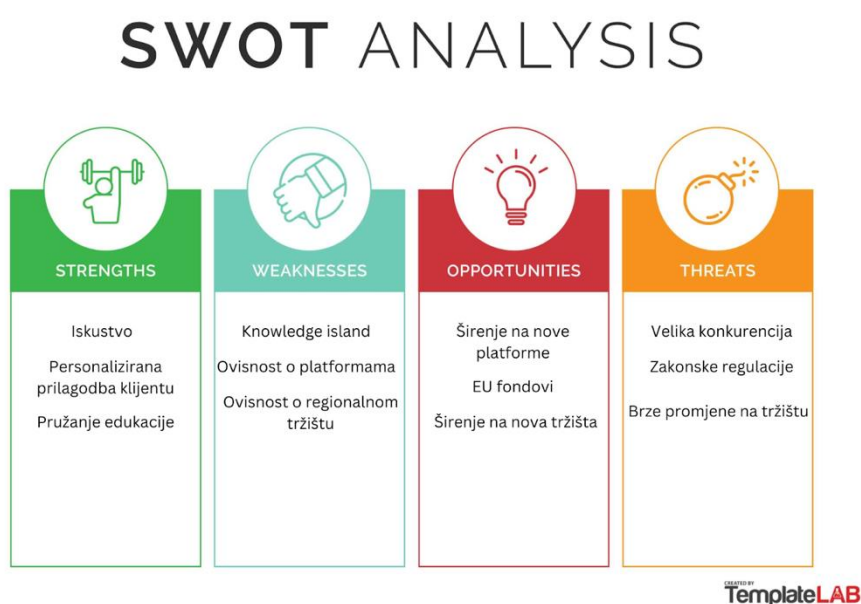 SWOT ANALYSIS
STRENGTHS
Iskustvo
Personalizirana
prilagodba klijentu
Pružanje edukacije
WEAKNESSES
Knowledge island
Ovisnost o platformama
Ovisnost o regionalnom
tržištu
OPPORTUNITIES
Širenje na nove
platforme
EU fondovi
Širenje na nova tržišta
THREATS
Velika konkurencija
Zakonske regulacije
Brze promjene na tržištu
CREATED BY
TemplateLAB